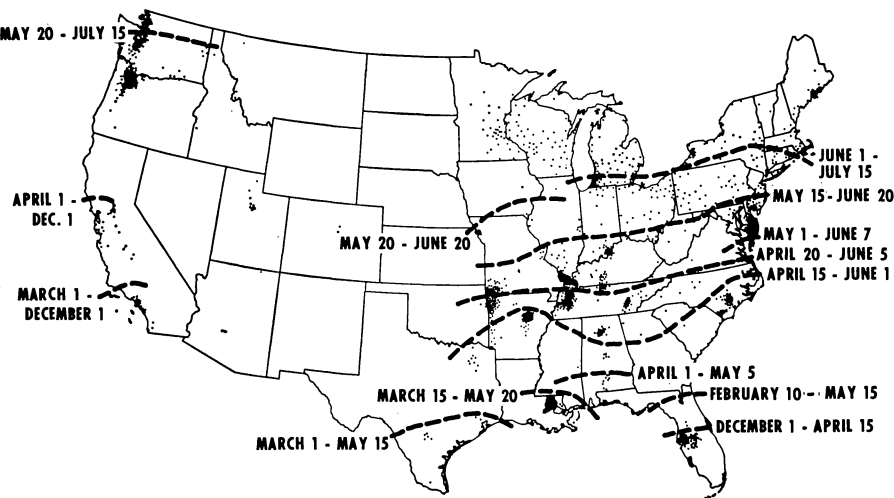 MAY 20 - JULY 15
JUNE 1 -
JULY 15
MAY 15-JUNE 20
APRIL 1 -
DEC. 1
MAY 20 - JUNE 20
MAY 1 - JUNE 7
APRIL 20 - JUNE 5
APRIL 15 - JUNE 1
MARCH 1 -
DECEMBER 1
APRIL 1 - MAY 5
MARCH 15 - MAY 20
FEBRUARY 10 - MAY 15
DECEMBER 1 - APRIL 15
MARCH 1 - MAY 15